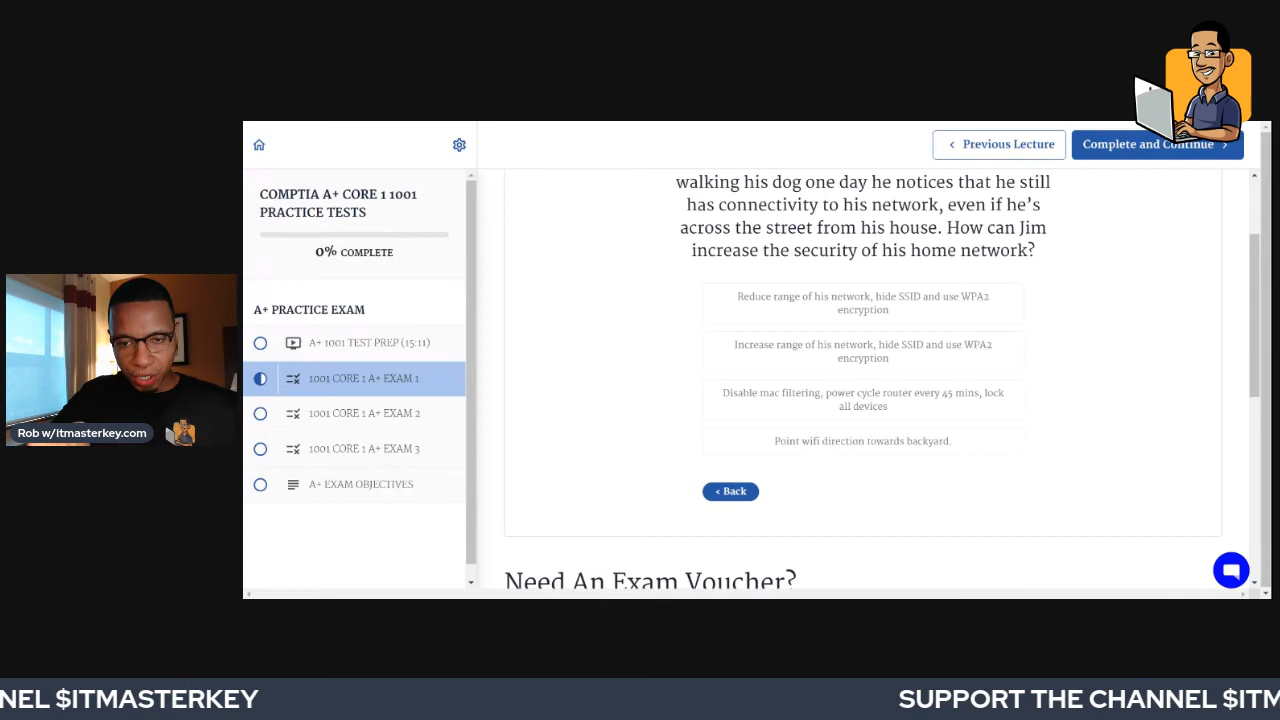 Previous Lecture
Complete and Continue
COMPTIA A+ CORE 1 1001
PRACTICE TESTS
0% COMPLETE
A+ PRACTICE EXAM
A+ 1001 TEST PREP (15:11)
1001 CORE 1 A+ EXAM 1
1001 CORE 1 A+ EXAM 2
1001 CORE 1 A+ EXAM 3
A+ EXAM OBJECTIVES
walking his dog one day he notices that he still
has connectivity to his network, even if he's
across the street from his house. How can Jim
increase the security of his home network?
Reduce range of his network, hide SSID and use WPA2
encryption
Increase range of his network, hide SSID and use WPA2
encryption
Disable mac filtering, power cycle router every 45 mins, lock
all devices
Point wifi direction towards backyard.
< Back
Need An Exam Voucher?
Rob w/itmasterkey.com
NEL $ITMASTERKEY
SUPPORT THE CHANNEL $ITM